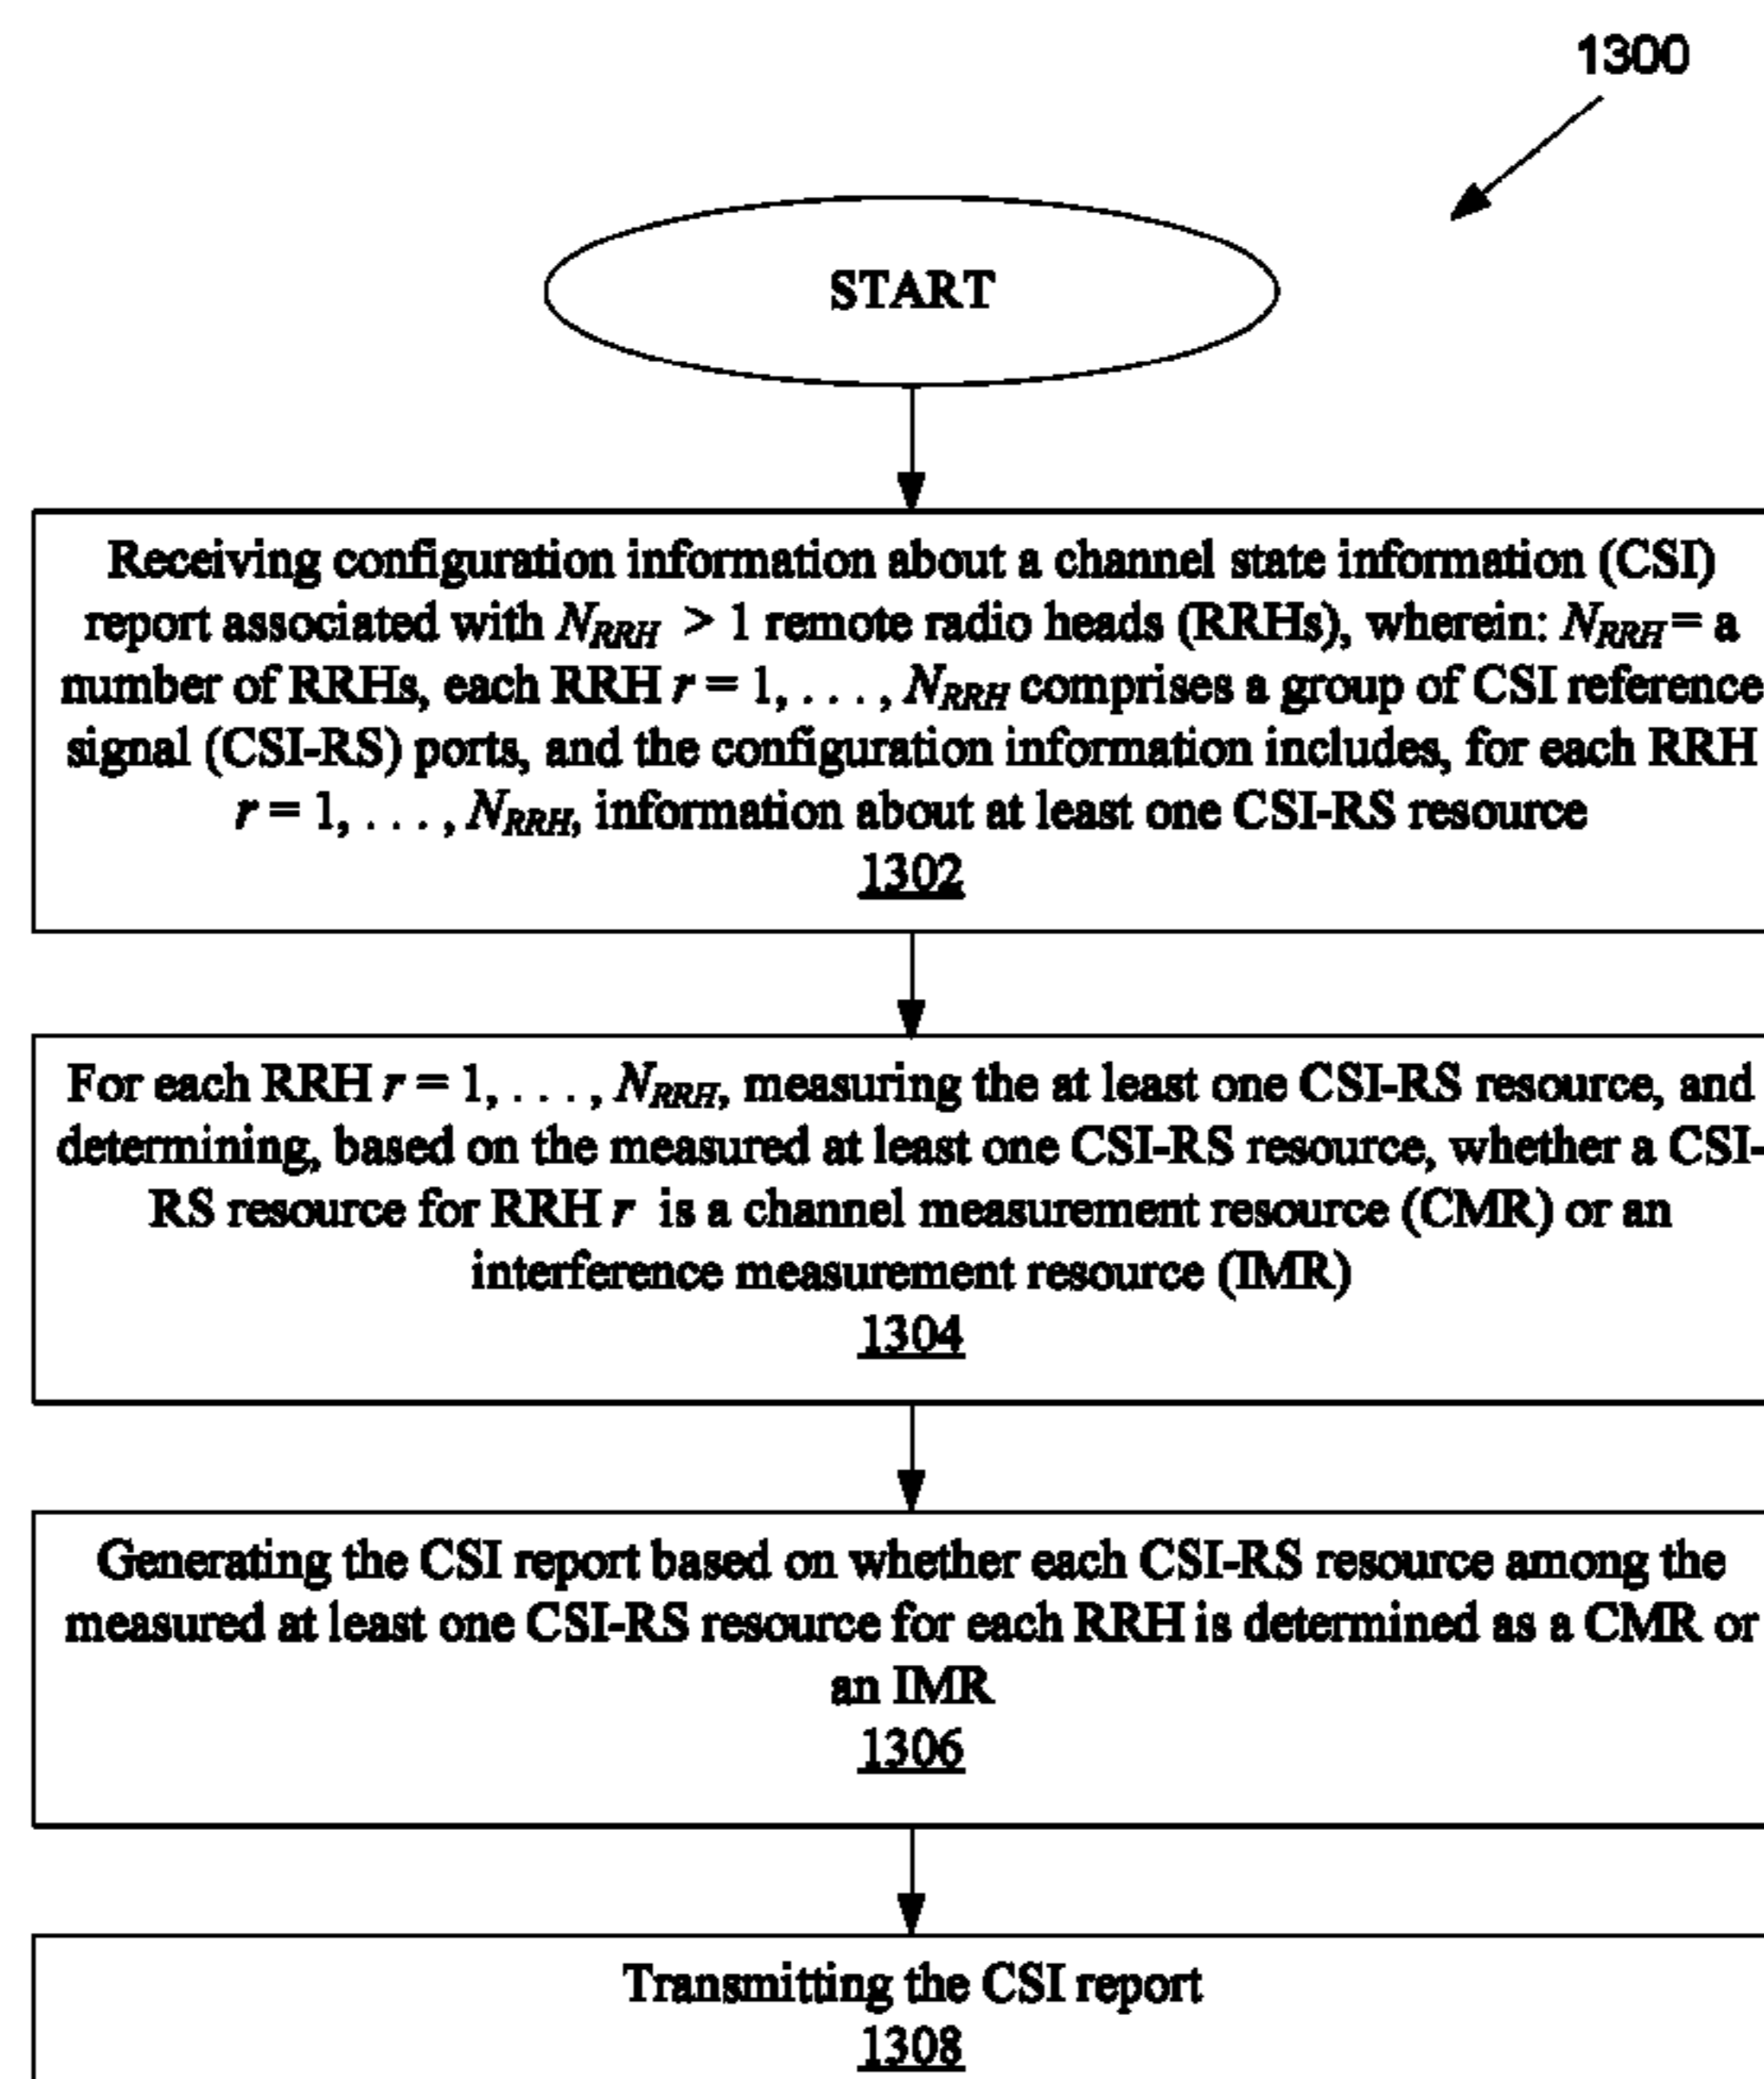 1300
START
Receiving configuration information about a channel state information (CSI)
report associated with N_RRH > 1 remote radio heads (RRHs), wherein: N_RRH = a
number of RRHs, each RRH r = 1, . . . , N_RRH comprises a group of CSI reference
signal (CSI-RS) ports, and the configuration information includes, for each RRH
r = 1, . . . , N_RRH, information about at least one CSI-RS resource
1302
For each RRH r = 1, . . . , N_RRH, measuring the at least one CSI-RS resource, and
determining, based on the measured at least one CSI-RS resource, whether a CSI-
RS resource for RRH r is a channel measurement resource (CMR) or an
interference measurement resource (IMR)
1304
Generating the CSI report based on whether each CSI-RS resource among the
measured at least one CSI-RS resource for each RRH is determined as a CMR or
an IMR
1306
Transmitting the CSI report
1308